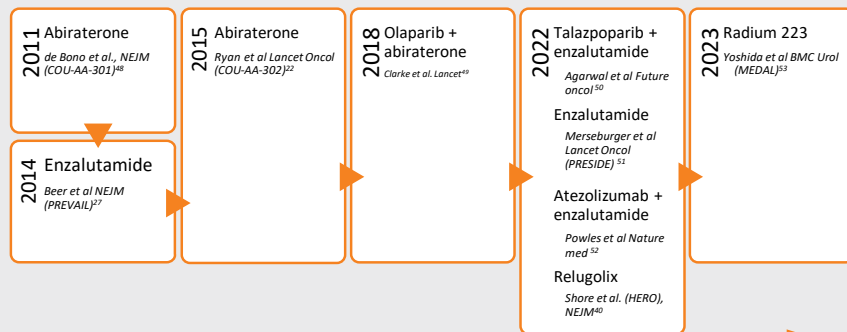 2011
Abiraterone
de Bono et al., NEJM
(COU-AA-301)48
2014
Enzalutamide
Beer et al NEJM
(PREVAIL)27
2015
Abiraterone
Ryan et al Lancet Oncol
(COU-AA-302)22
2018
Olaparib +
abiraterone
Clarke et al. Lancet49
2022
Talazpoparib +
enzalutamide
Agarwal et al Future
oncol 50
Enzalutamide
Merseburger et al
Lancet Oncol
(PRESIDE) 51
Atezolizumab +
enzalutamide
Powles et al Nature
med 52
Relugolix
Shore et al. (HERO),
NEJM40
2023
Radium 223
Yoshida et al BMC Urol
(MEDAL)53